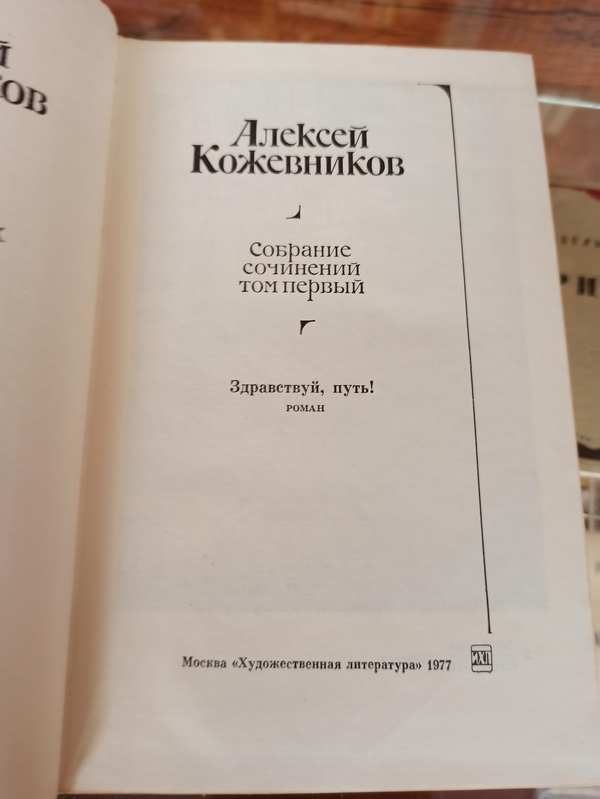 Алексей
Кожевников
Собрание
сочинений
том первый
Здравствуй, путь!
РОМАН
Москва «Художественная литература» 1977